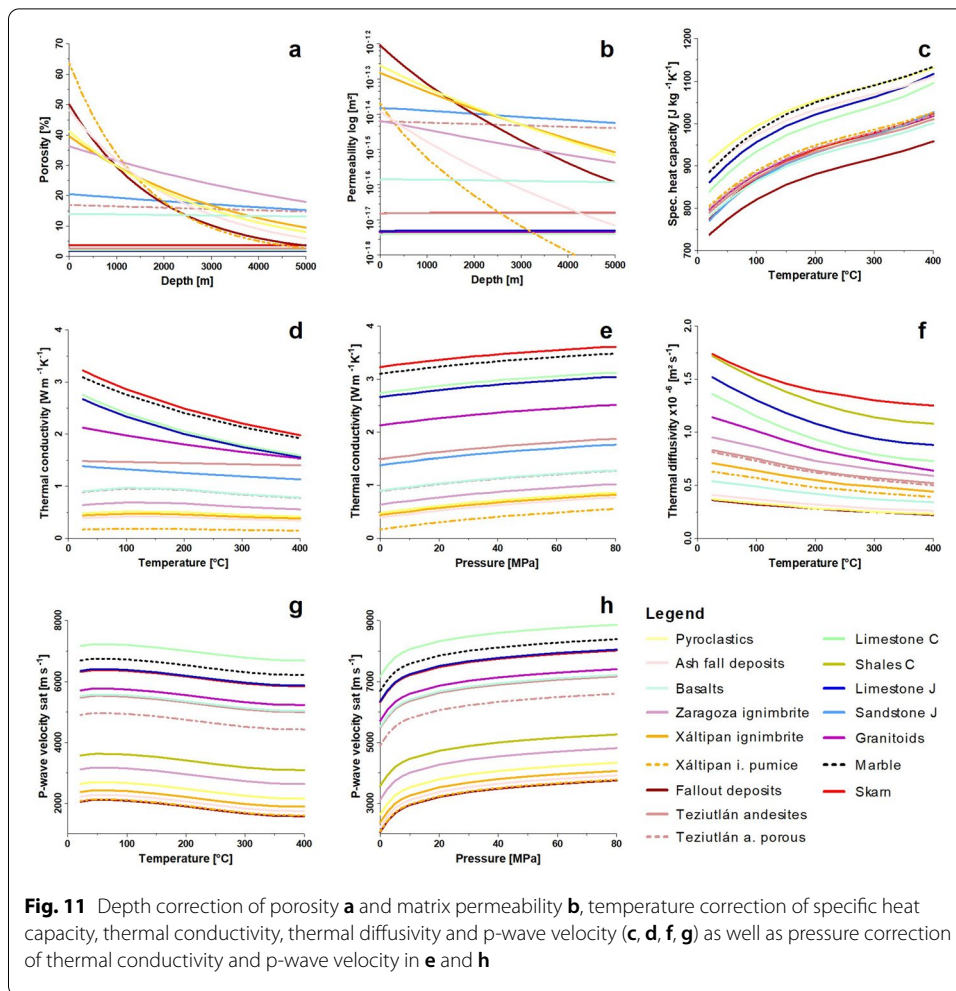 a
70
60
50
40
30
20
10
0
Porosity [%]
0 1000 2000 3000 4000 5000
Depth [m]
b
10⁻¹²
10⁻¹³
10⁻¹⁴
10⁻¹⁵
10⁻¹⁶
10⁻¹⁷
10⁻¹⁸
Permeability log [m²]
0 1000 2000 3000 4000 5000
Depth [m]
c
1200
1100
1000
900
800
700
Spec. heat capacity [J kg⁻¹K⁻¹]
0 100 200 300 400
Temperature [°C]
d
4
3
2
1
0
Thermal conductivity [W m⁻¹K⁻¹]
0 100 200 300 400
Temperature [°C]
e
4
3
2
1
0
Thermal conductivity [W m⁻¹K⁻¹]
0 20 40 60 80
Pressure [MPa]
f
2.0
1.5
1.0
0.5
0.0
Thermal diffusivity x10⁻⁶ [m² s⁻¹]
0 100 200 300 400
Temperature [°C]
g
8000
6000
4000
2000
P-wave velocity sat [m s⁻¹]
0 100 200 300 400
Temperature [°C]
h
9000
7000
5000
3000
P-wave velocity sat [m s⁻¹]
0 20 40 60 80
Pressure [MPa]
Legend
Pyroclastics
Ash fall deposits
Basalts
Zaragoza ignimbrite
Xáltipan ignimbrite
Xáltipan i. pumice
Fallout deposits
Teziutlán andesites
Teziutlán a. porous
Limestone C
Shales C
Limestone J
Sandstone J
Granitoids
Marble
Skarn
Fig. 11 Depth correction of porosity a and matrix permeability b, temperature correction of specific heat
capacity, thermal conductivity, thermal diffusivity and p-wave velocity (c, d, f, g) as well as pressure correction
of thermal conductivity and p-wave velocity in e and h